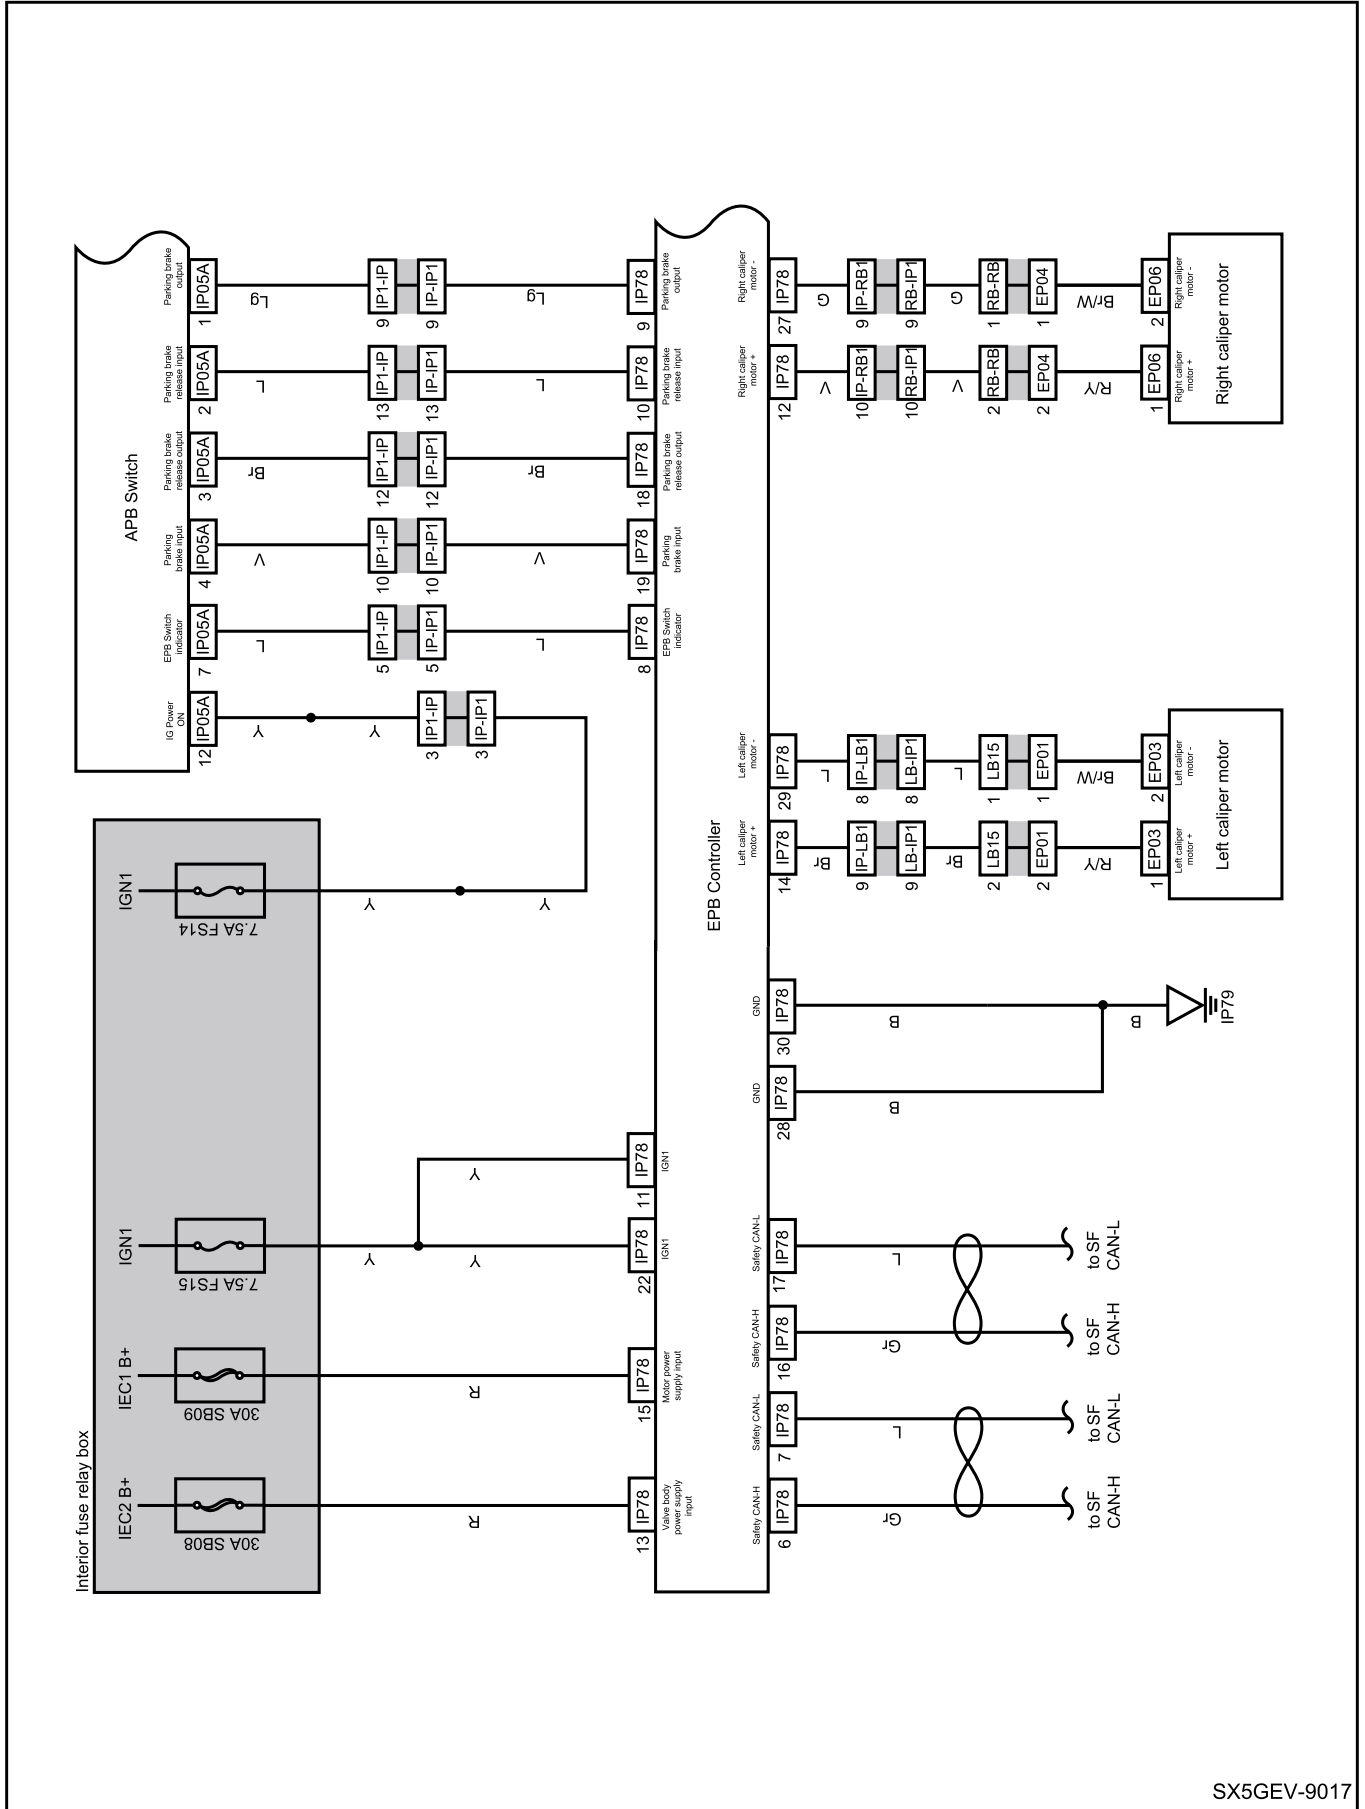 Interior fuse relay box
IEC2 B+
30A SB08
IEC1 B+
30A SB09
IGN1
7.5A FS15
IGN1
7.5A FS14
R
R
Y
Y
Y
Y
Y
APB Switch
IG Power
ON
12
IP05A
Y
Y
3
IP1-IP
3
IP-IP1
EPB Switch
indicator
7
IP05A
L
5
IP1-IP
5
IP-IP1
L
8
IP78
EPB Switch
indicator
Parking
brake input
4
IP05A
V
10
IP1-IP
10
IP-IP1
V
19
IP78
Parking
brake input
Parking brake
release output
3
IP05A
Br
12
IP1-IP
12
IP-IP1
Br
18
IP78
Parking brake
release output
Parking brake
release input
2
IP05A
L
13
IP1-IP
13
IP-IP1
L
10
IP78
Parking brake
release input
Parking brake
output
1
IP05A
Lg
9
IP1-IP
9
IP-IP1
Lg
9
IP78
Parking brake
output
13
IP78
Valve body
power supply
input
15
IP78
Motor power
supply input
22
IP78
IGN1
11
IP78
IGN1
EPB Controller
Safety CAN-H
6
IP78
Gr
to SF
CAN-H
Safety CAN-L
7
IP78
L
to SF
CAN-L
Safety CAN-H
16
IP78
Gr
to SF
CAN-H
Safety CAN-L
17
IP78
L
to SF
CAN-L
GND
28
IP78
B
GND
30
IP78
B
B
IP79
Left caliper
motor +
14
IP78
Br
9
IP-LB1
9
LB-IP1
Br
2
LB15
2
EP01
R/Y
1
EP03
Left caliper
motor +
Left caliper
motor -
29
IP78
L
8
IP-LB1
8
LB-IP1
L
1
LB15
1
EP01
Br/W
2
EP03
Left caliper
motor -
Left caliper motor
Right caliper
motor +
12
IP78
V
10
IP-RB1
10
RB-IP1
V
2
RB-RB
2
EP04
R/Y
1
EP06
Right caliper
motor +
Right caliper
motor -
27
IP78
G
9
IP-RB1
9
RB-IP1
G
1
RB-RB
1
EP04
Br/W
2
EP06
Right caliper
motor -
Right caliper motor
SX5GEV-9017